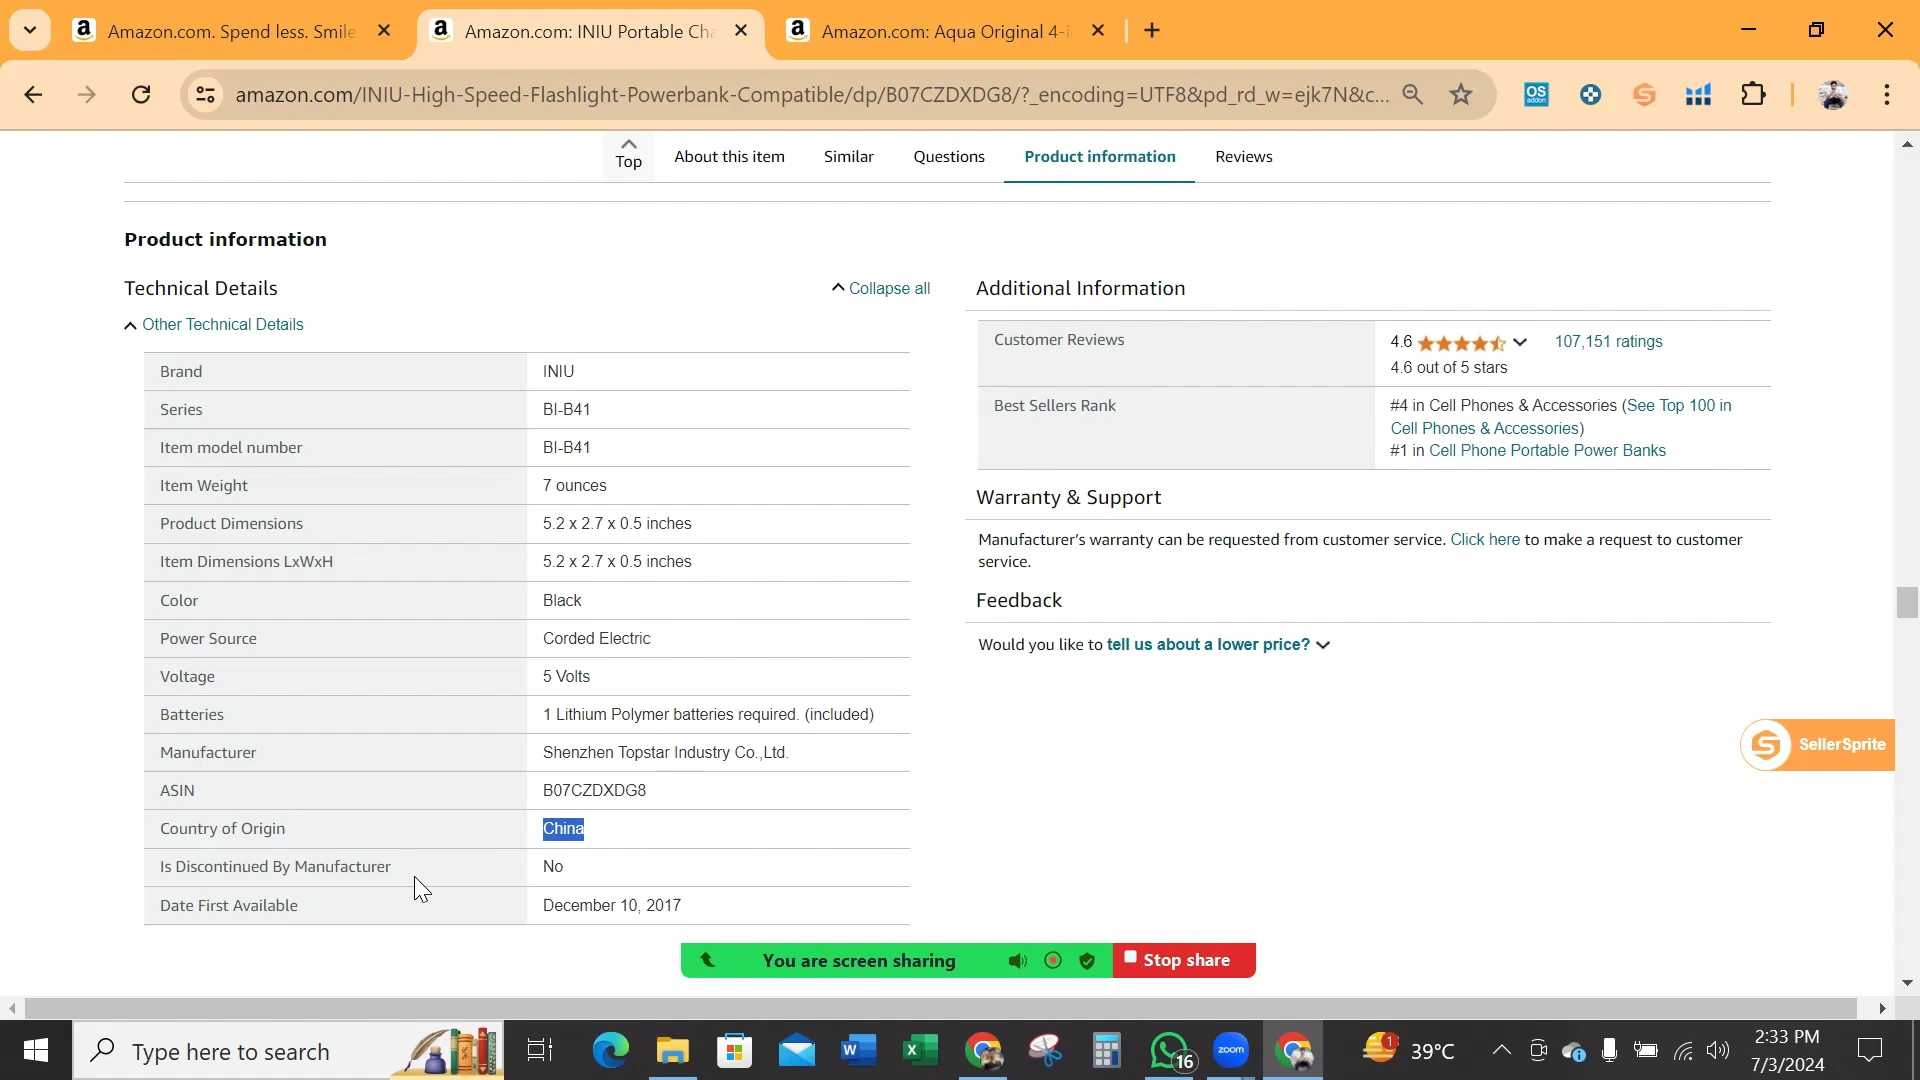 Amazon.com. Spend less. Smile
Amazon.com: INIU Portable Cha
Amazon.com: Aqua Original 4-i
amazon.com/INIU-High-Speed-Flashlight-Powerbank-Compatible/dp/B07CZDXDG8/?_encoding=UTF8&pd_rd_w=ejk7N&c...
OS
addon
Top
About this item
Similar
Questions
Product information
Reviews
Product information
Technical Details
Collapse all
Other Technical Details
Brand INIU
Series BI-B41
Item model number BI-B41
Item Weight 7 ounces
Product Dimensions 5.2 x 2.7 x 0.5 inches
Item Dimensions LxWxH 5.2 x 2.7 x 0.5 inches
Color Black
Power Source Corded Electric
Voltage 5 Volts
Batteries 1 Lithium Polymer batteries required. (included)
Manufacturer Shenzhen Topstar Industry Co.,Ltd.
ASIN B07CZDXDG8
Country of Origin China
Is Discontinued By Manufacturer No
Date First Available December 10, 2017
Additional Information
Customer Reviews 4.6 107,151 ratings
4.6 out of 5 stars
Best Sellers Rank #4 in Cell Phones & Accessories (See Top 100 in
Cell Phones & Accessories)
#1 in Cell Phone Portable Power Banks
Warranty & Support
Manufacturer's warranty can be requested from customer service. Click here to make a request to customer
service.
Feedback
Would you like to tell us about a lower price?
SellerSprite
You are screen sharing
Stop share
Type here to search
16
zoom
1
39°C
2:33 PM
7/3/2024